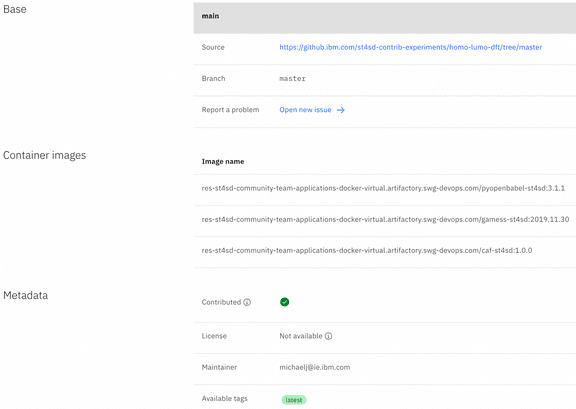 Base
main
Source
https://github.ibm.com/st4sd-contrib-experiments/homo-lumo-dft/tree/master
Branch
master
Report a problem
Open new issue →
Container images
Image name
res-st4sd-community-team-applications-docker-virtual.artifactory.swg-devops.com/pyopenbabel-st4sd:3.1.1
res-st4sd-community-team-applications-docker-virtual.artifactory.swg-devops.com/gamess-st4sd:2019.11.30
res-st4sd-community-team-applications-docker-virtual.artifactory.swg-devops.com/caf-st4sd:1.0.0
Metadata
Contributed
License
Not available
Maintainer
michaelj@ie.ibm.com
Available tags
latest